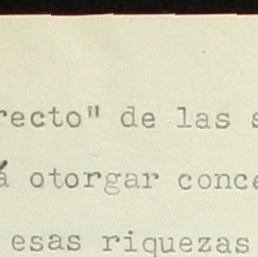 recto" de las s
á otorgar conce
esas riquezas